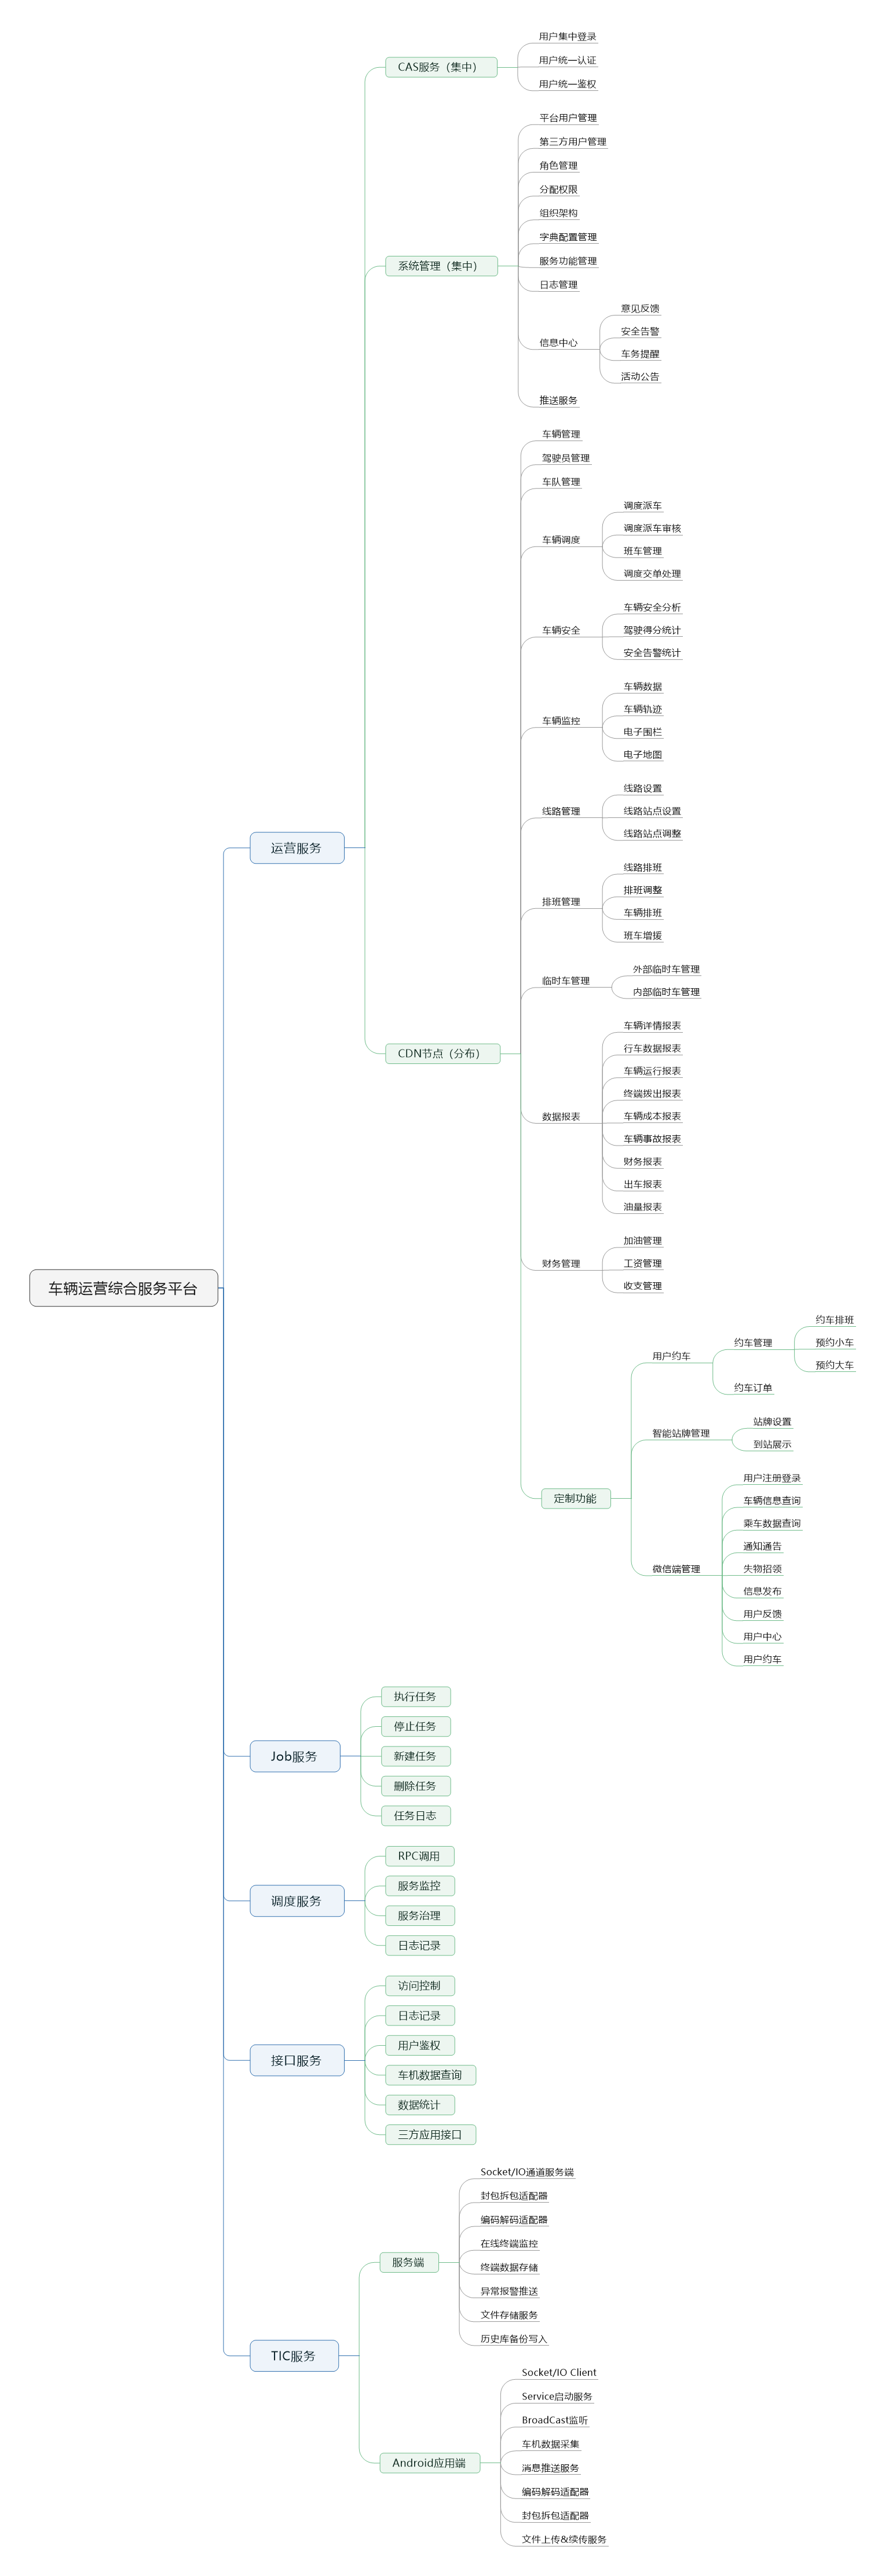 车辆运营综合服务平台
运营服务
CAS服务（集中）
用户集中登录
用户统一认证
用户统一鉴权
系统管理（集中）
平台用户管理
第三方用户管理
角色管理
分配权限
组织架构
字典配置管理
服务功能管理
日志管理
信息中心
意见反馈
安全告警
车务提醒
活动公告
推送服务
CDN节点（分布）
车辆管理
驾驶员管理
车队管理
车辆调度
调度派车
调度派车审核
班车管理
调度交单处理
车辆安全
车辆安全分析
驾驶得分统计
安全告警统计
车辆监控
车辆数据
车辆轨迹
电子围栏
电子地图
线路管理
线路设置
线路站点设置
线路站点调整
排班管理
线路排班
排班调整
车辆排班
班车增援
临时车管理
外部临时车管理
内部临时车管理
数据报表
车辆详情报表
行车数据报表
车辆运行报表
终端拨出报表
车辆成本报表
车辆事故报表
财务报表
出车报表
油量报表
财务管理
加油管理
工资管理
收支管理
定制功能
用户约车
约车管理
约车排班
预约小车
预约大车
约车订单
智能站牌管理
站牌设置
到站展示
微信端管理
用户注册登录
车辆信息查询
乘车数据查询
通知通告
失物招领
信息发布
用户反馈
用户中心
用户约车
Job服务
执行任务
停止任务
新建任务
删除任务
任务日志
调度服务
RPC调用
服务监控
服务治理
日志记录
接口服务
访问控制
日志记录
用户鉴权
车机数据查询
数据统计
三方应用接口
TIC服务
服务端
Socket/IO通道服务端
封包拆包适配器
编码解码适配器
在线终端监控
终端数据存储
异常报警推送
文件存储服务
历史库备份写入
Android应用端
Socket/IO Client
Service启动服务
BroadCast监听
车机数据采集
消息推送服务
编码解码适配器
封包拆包适配器
文件上传&续传服务